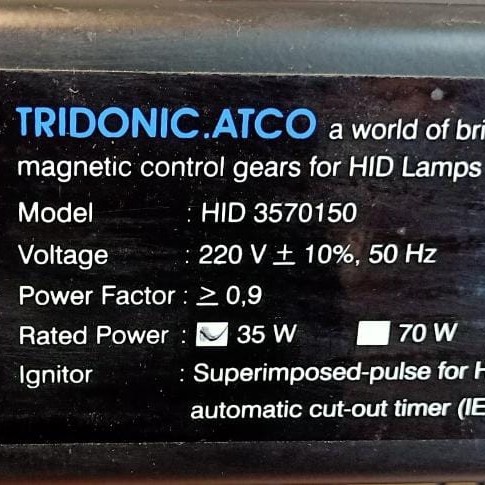 TRIDONIC.ATCO a world of bri
magnetic control gears for HID Lamps
Model : HID 3570150
Voltage : 220 V ± 10%, 50 Hz
Power Factor : ≥ 0,9
Rated Power : 35 W 70 W
Ignitor : Superimposed-pulse for H
automatic cut-out timer (IE